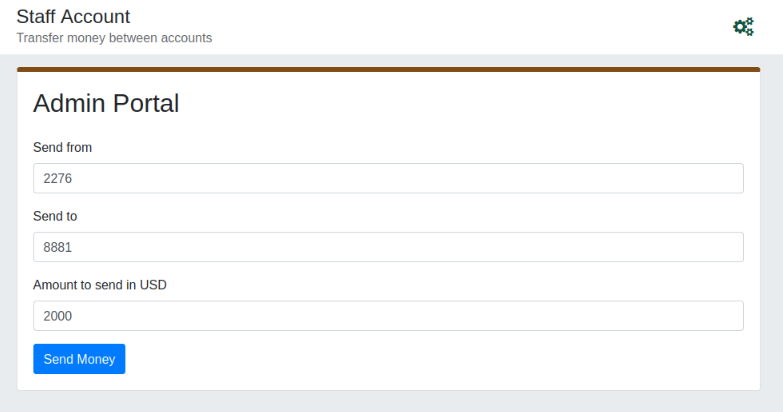 Staff Account
Transfer money between accounts
Admin Portal
Send from
2276
Send to
8881
Amount to send in USD
2000
Send Money